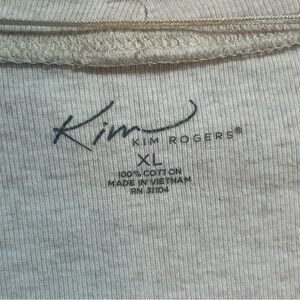 Kim
KIM ROGERS®
XL
100% COTTON
MADE IN VIETNAM
RN 31104